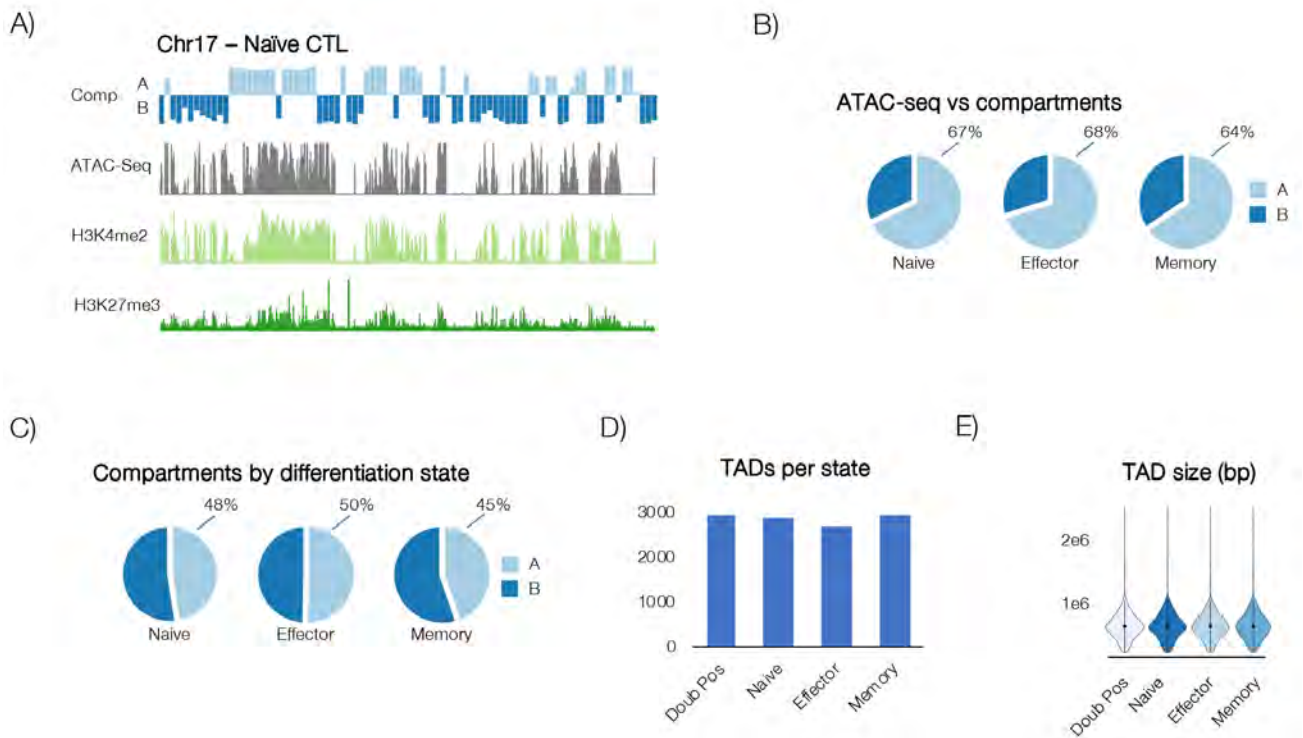 A)
Chr17 – Naïve CTL
Comp
A
B
ATAC-Seq
H3K4me2
H3K27me3
B)
ATAC-seq vs compartments
67%
68%
64%
A
B
Naive
Effector
Memory
C)
Compartments by differentiation state
48%
50%
45%
A
B
Naive
Effector
Memory
D)
TADs per state
3000
2000
1000
0
Doub Pos
Naive
Effector
Memory
E)
TAD size (bp)
2e6
1e6
Doub Pos
Naive
Effector
Memory